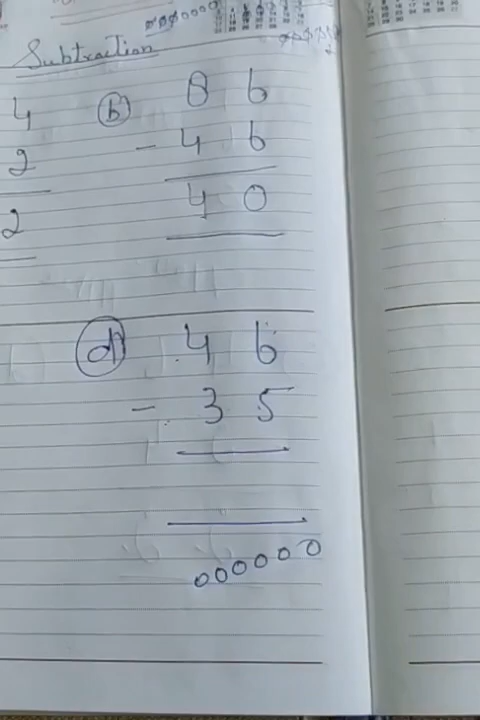 Subtraction
4 (b) 8 6
2 - 4 6
2 4 0
(d) 4 6
- 3 5
000000